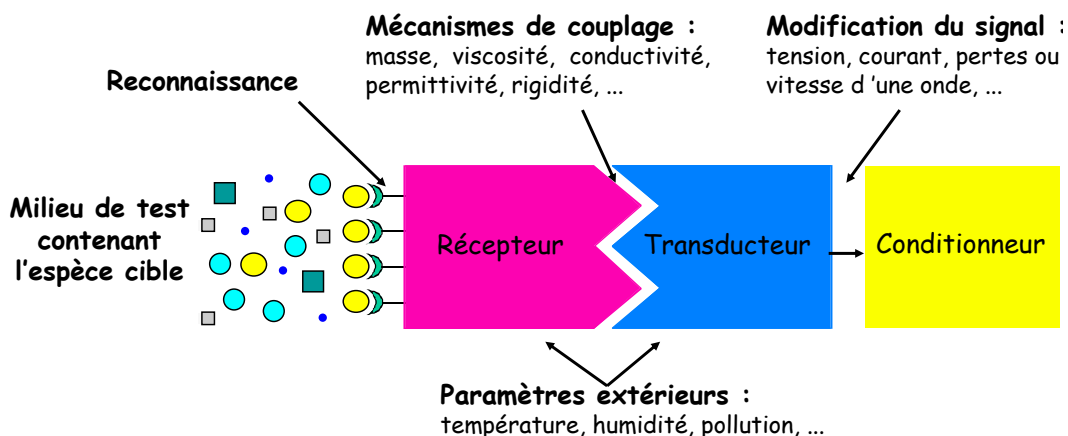 Mécanismes de couplage :
masse, viscosité, conductivité,
permittivité, rigidité, ...
Modification du signal :
tension, courant, pertes ou
vitesse d 'une onde, ...
Reconnaissance
Milieu de test
contenant
l'espèce cible
Récepteur
Transducteur
Conditionneur
Paramètres extérieurs :
température, humidité, pollution, ...